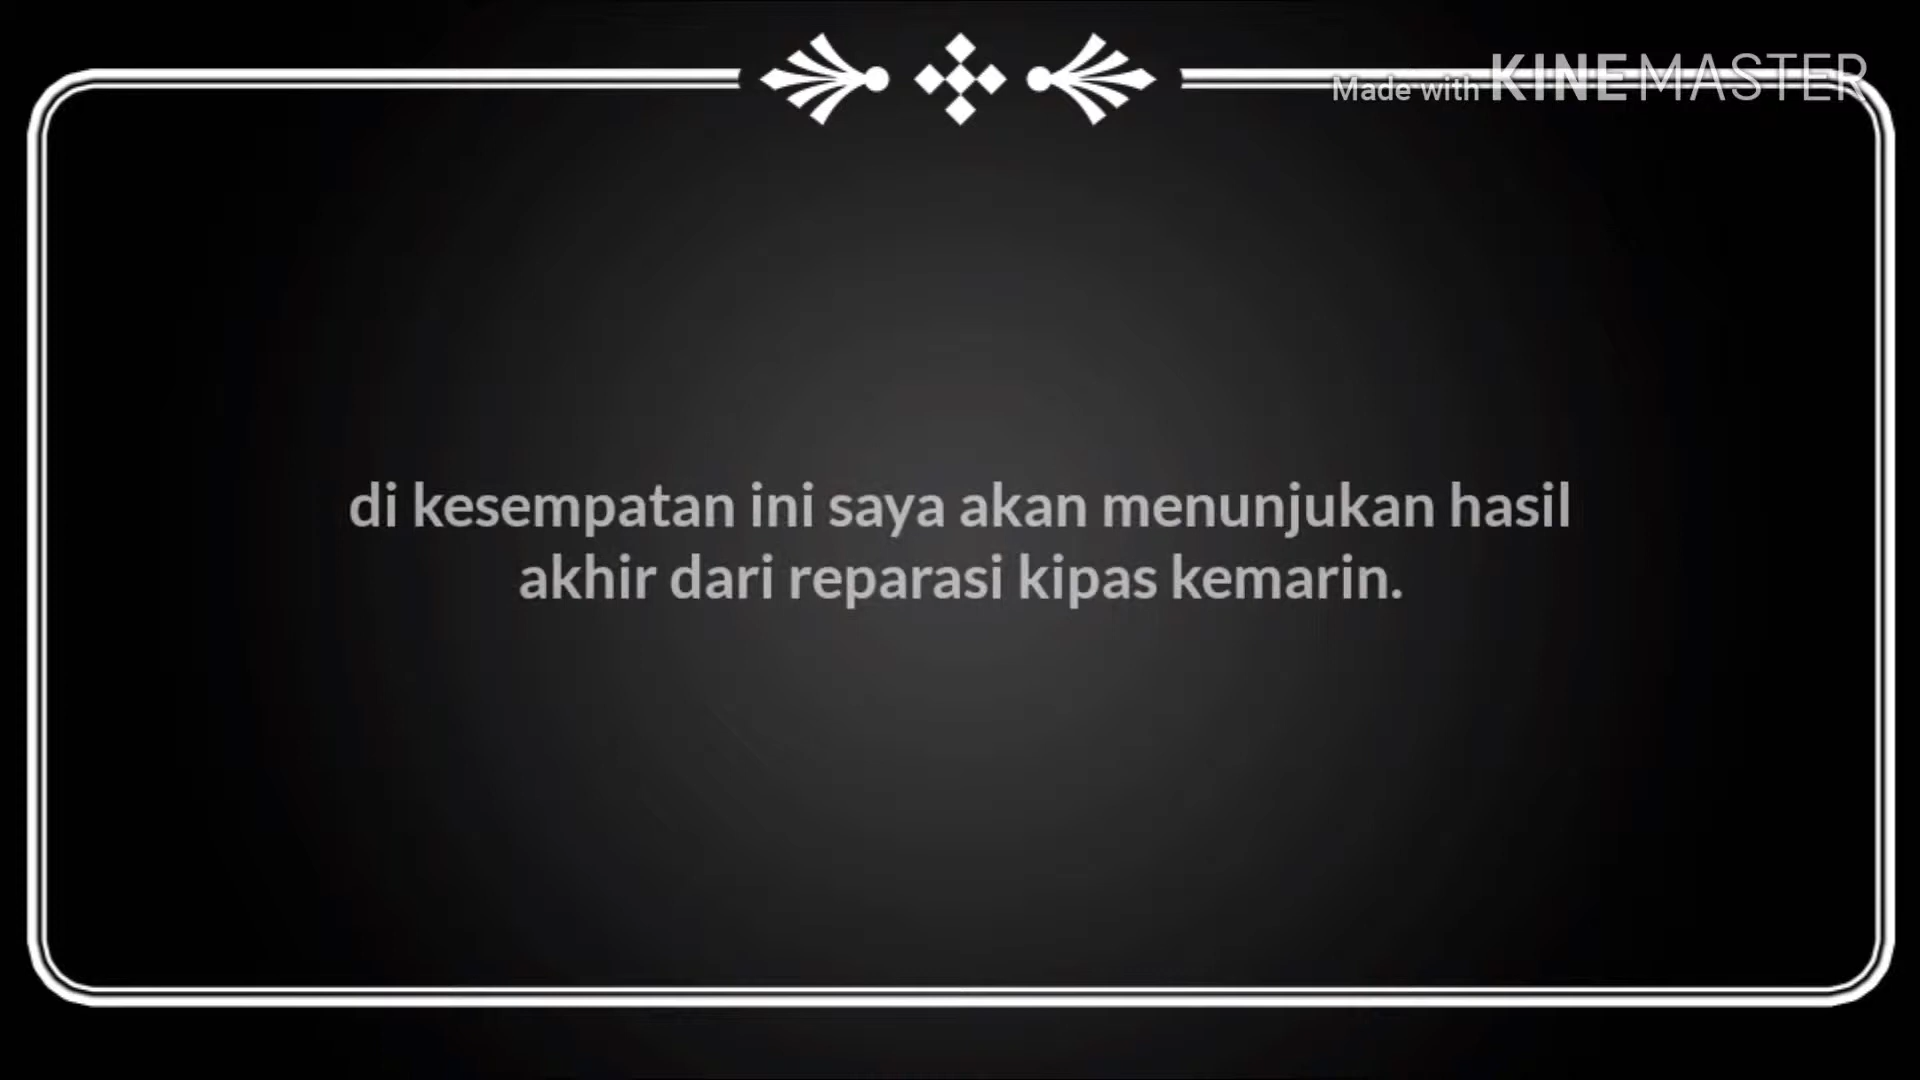 Made with KINEMASTER
di kesempatan ini saya akan menunjukan hasil
akhir dari reparasi kipas kemarin.